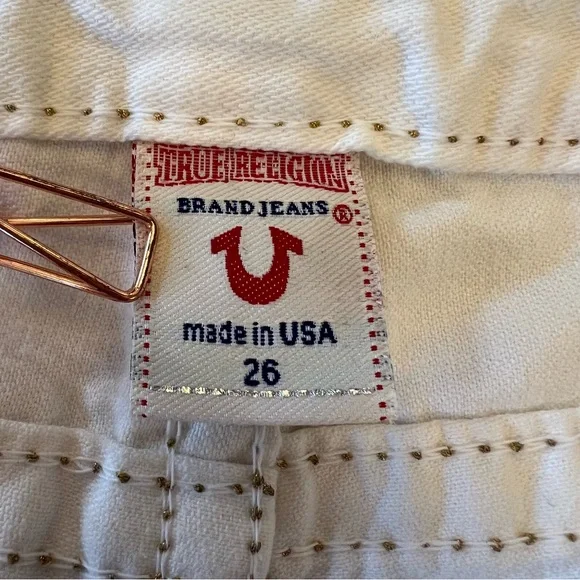 TRUE RELIGION
BRAND JEANS ®
made in USA
26